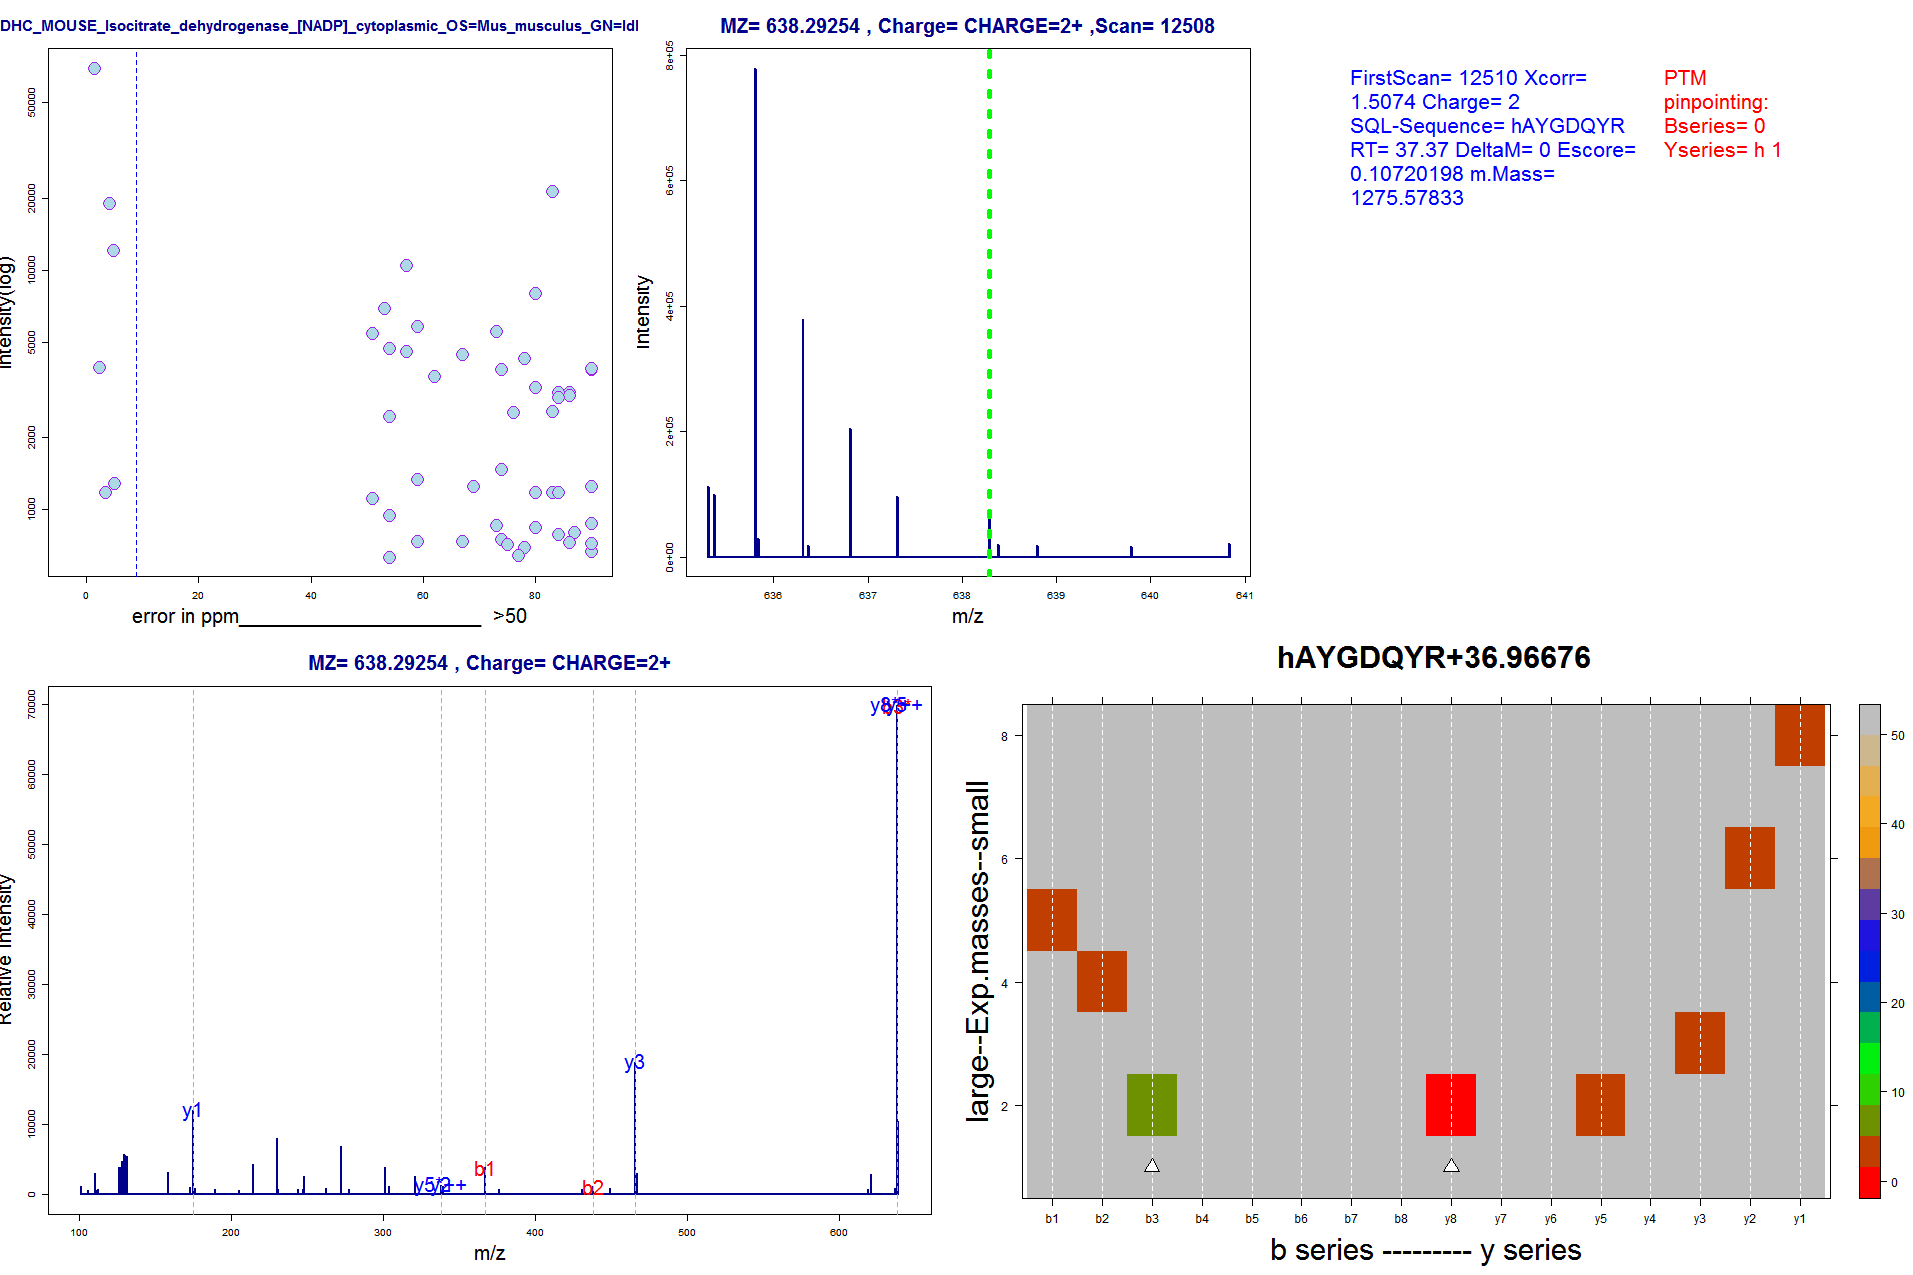 DHC_MOUSE_Isocitrate_dehydrogenase_[NADP]_cytoplasmic_OS=Mus_musculus_GN=Idl
MZ= 638.29254 , Charge= CHARGE=2+ ,Scan= 12508
FirstScan= 12510 Xcorr=
1.5074 Charge= 2
SQL-Sequence= hAYGDQYR
RT= 37.37 DeltaM= 0 Escore=
0.10720198 m.Mass=
1275.57833
PTM
pinpointing:
Bseries= 0
Yseries= h 1
Intensity(log)
50000
20000
10000
5000
2000
1000
0 20 40 60 80
error in ppm______________________ >50
Intensity
8e+05
6e+05
4e+05
2e+05
0e+00
636 637 638 639 640 641
m/z
MZ= 638.29254 , Charge= CHARGE=2+
Relative Intensity
70000
60000
50000
40000
30000
20000
10000
0
y1
b1
b2
y3
100 200 300 400 500 600
m/z
hAYGDQYR+36.96676
large--Exp.masses--small
8
6
4
2
50
40
30
20
10
0
b1 b2 b3 b4 b5 b6 b7 b8 y8 y7 y6 y5 y4 y3 y2 y1
b series --------- y series